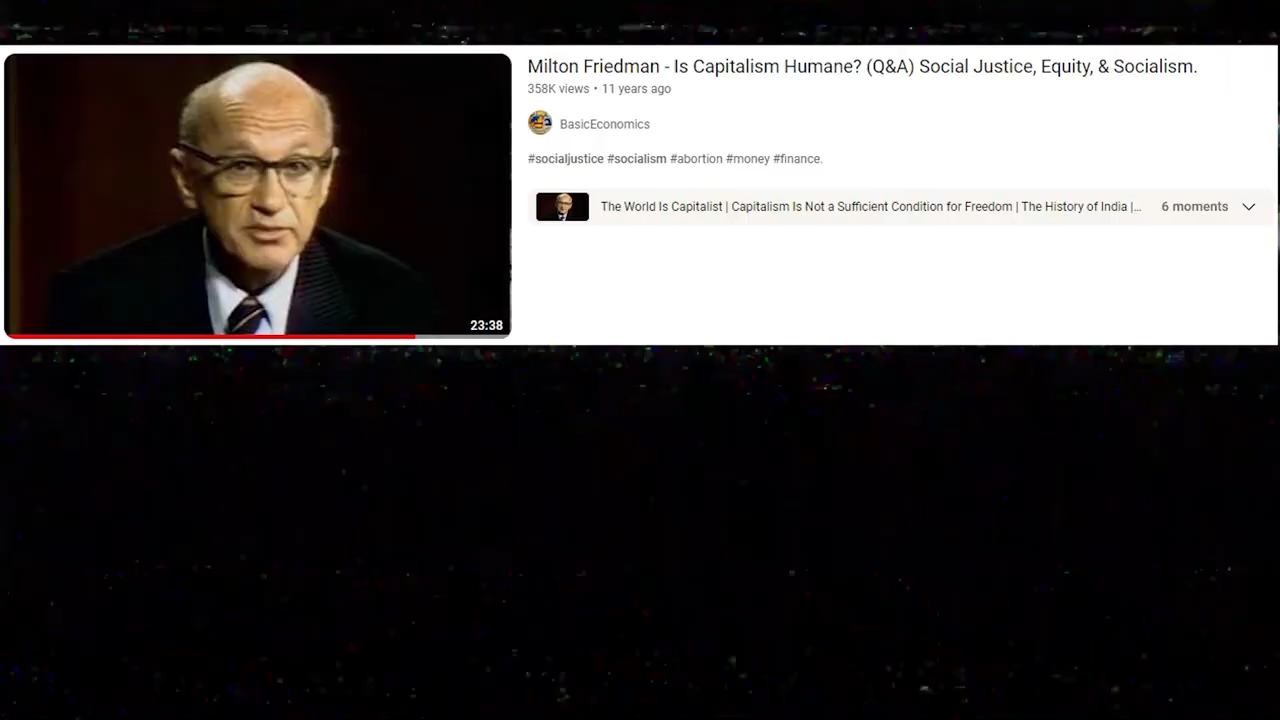 Milton Friedman - Is Capitalism Humane? (Q&A) Social Justice, Equity, & Socialism.
358K views • 11 years ago
BasicEconomics
#socialjustice #socialism #abortion #money #finance.
23:38
The World Is Capitalist | Capitalism Is Not a Sufficient Condition for Freedom | The History of India |... 6 moments